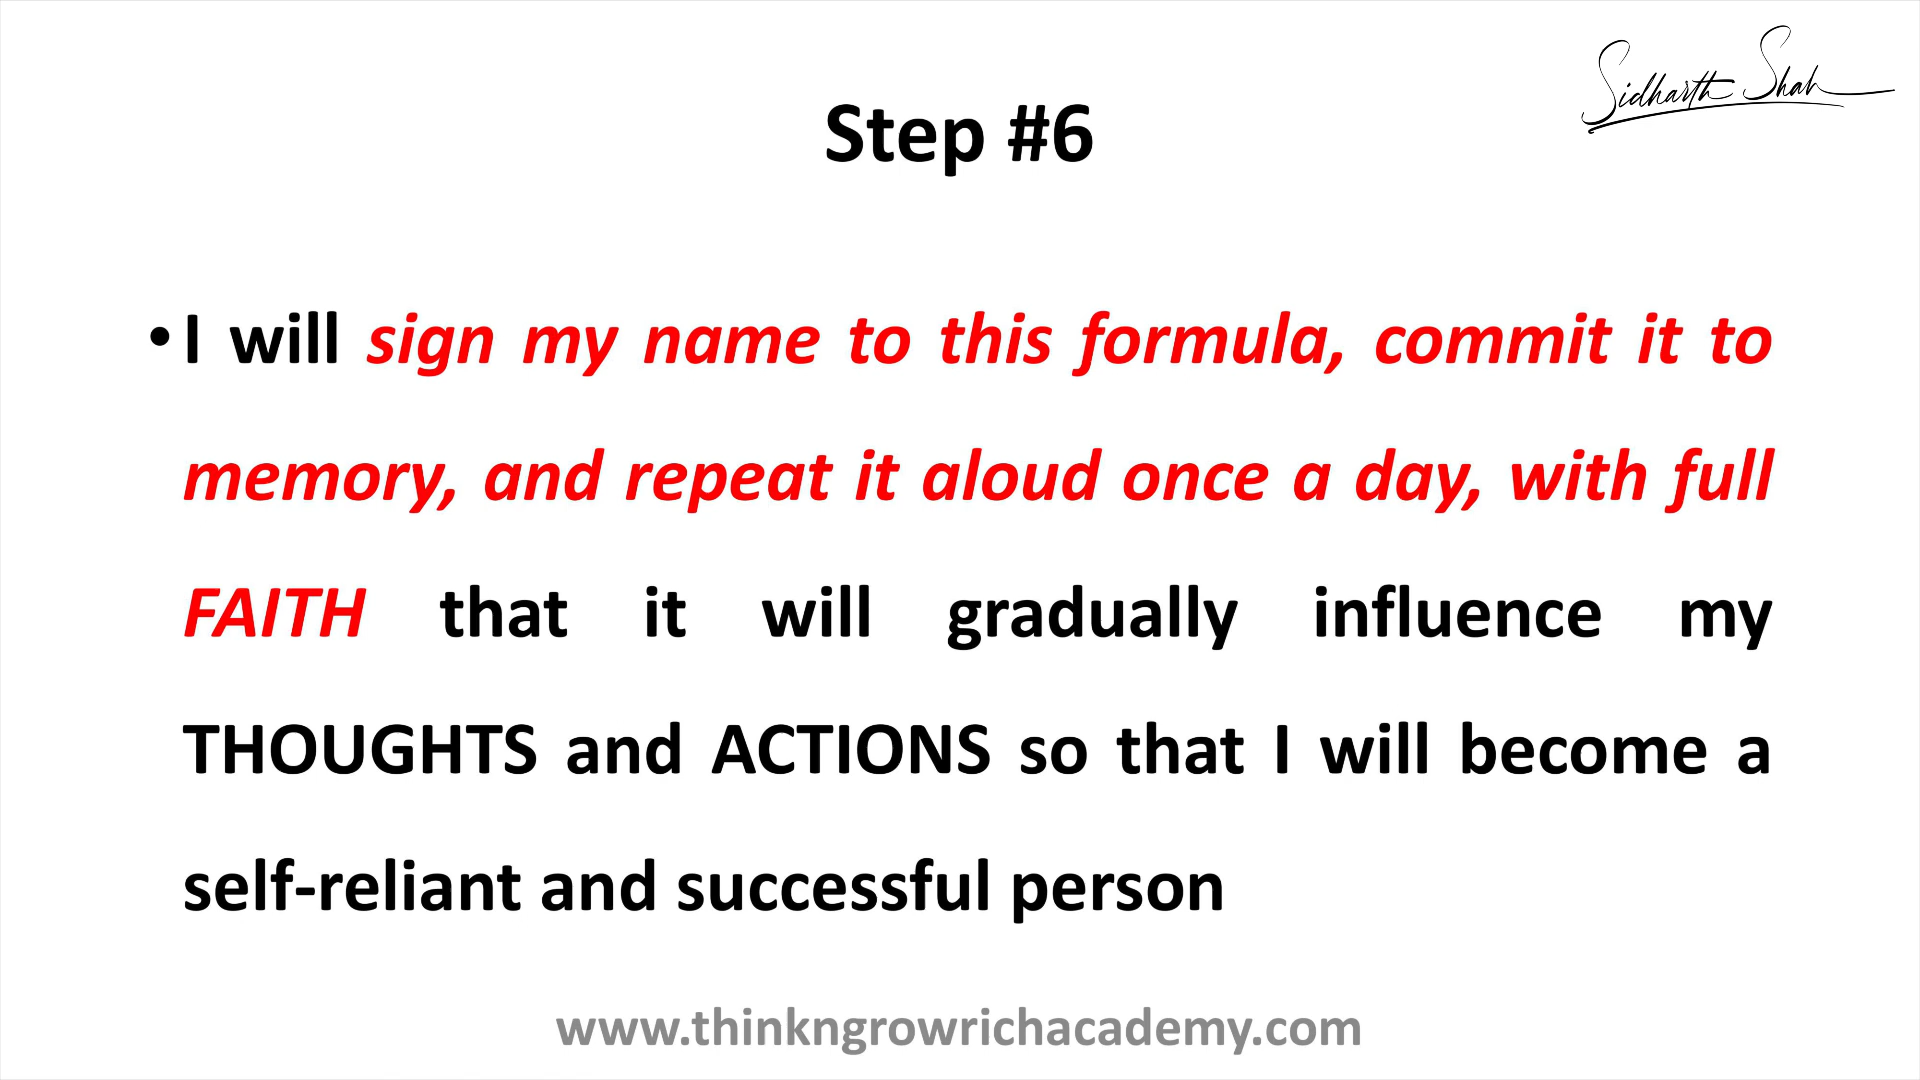 Sidharth Shah
Step #6
• I will sign my name to this formula, commit it to
memory, and repeat it aloud once a day, with full
FAITH that it will gradually influence my
THOUGHTS and ACTIONS so that I will become a
self-reliant and successful person
www.thinkngrowrichacademy.com